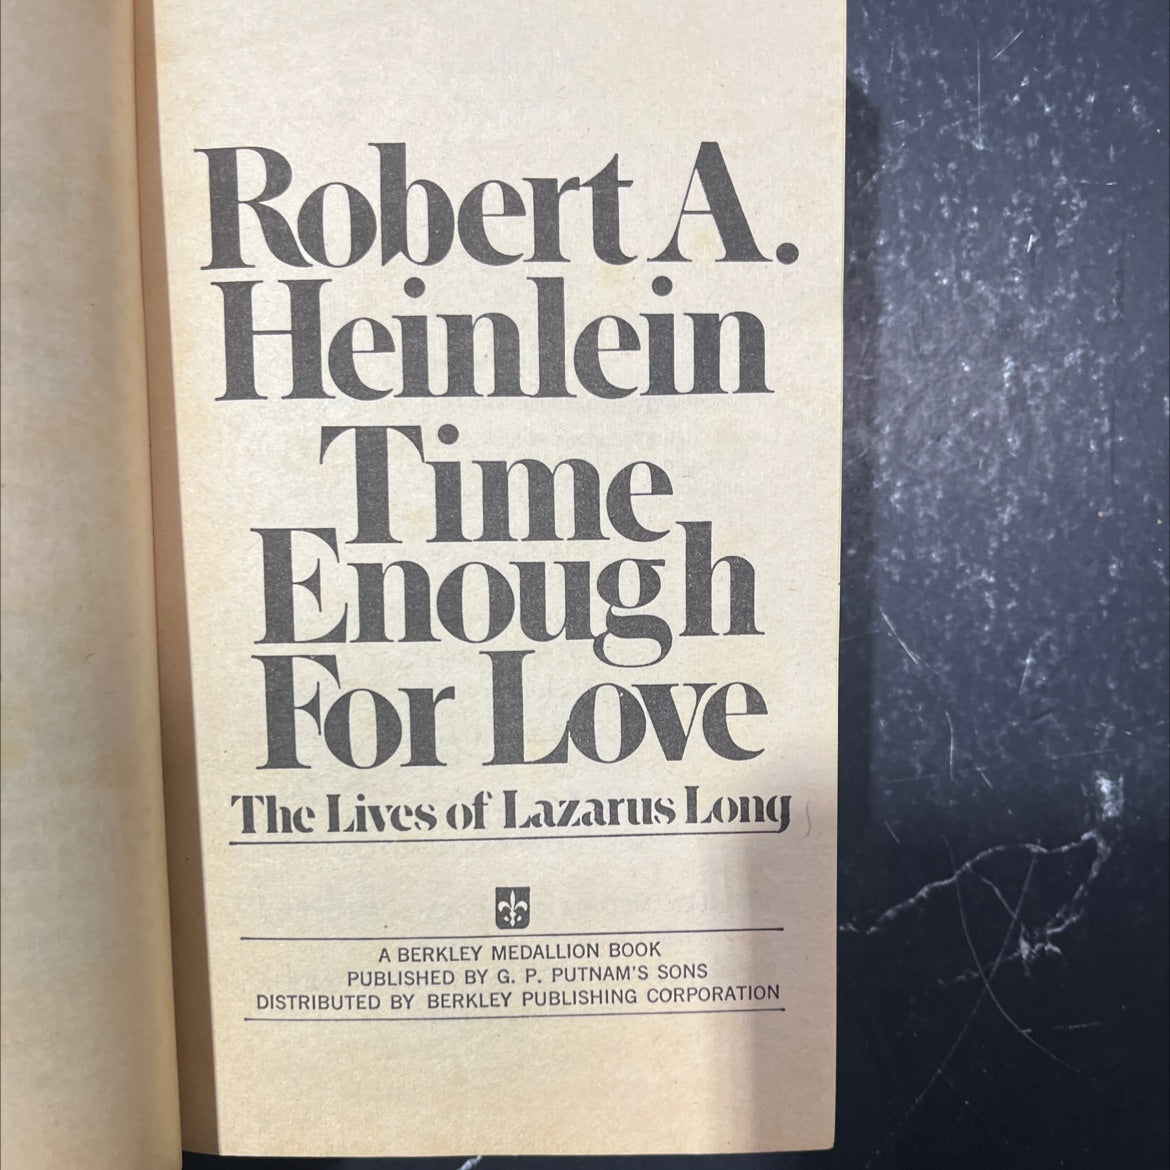 Robert A.
Heinlein
Time
Enough
For Love
The Lives of Lazarus Long
A BERKLEY MEDALLION BOOK
PUBLISHED BY G. P. PUTNAM'S SONS
DISTRIBUTED BY BERKLEY PUBLISHING CORPORATION